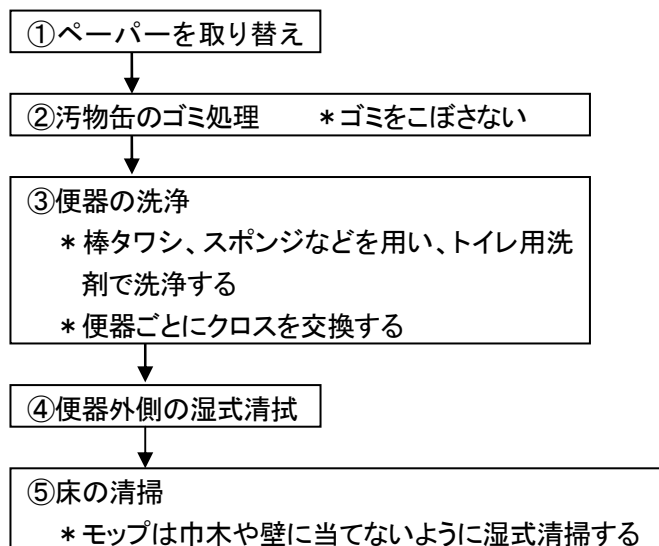 ①ペーパーを取り替え
②汚物缶のゴミ処理　　＊ゴミをこぼさない
③便器の洗浄
＊棒タワシ、スポンジなどを用い、トイレ用洗
剤で洗浄する
＊便器ごとにクロスを交換する
④便器外側の湿式清拭
⑤床の清掃
＊モップは巾木や壁に当てないように湿式清掃する